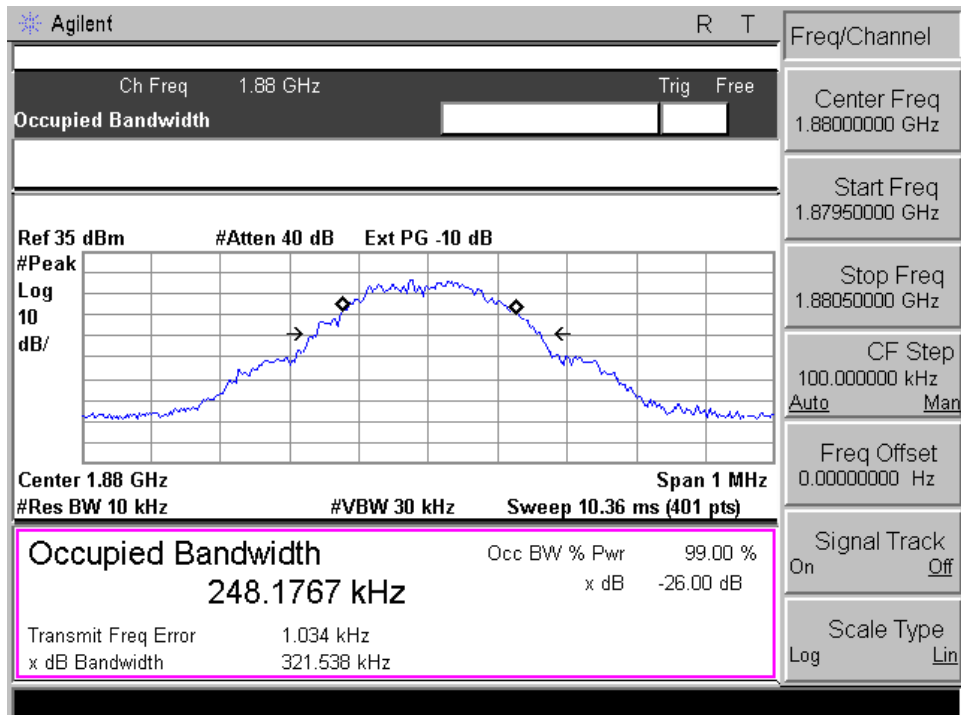 Agilent R T
Ch Freq 1.88 GHz Trig Free
Occupied Bandwidth
Ref 35 dBm #Atten 40 dB Ext PG -10 dB
#Peak
Log
10
dB/
Center 1.88 GHz Span 1 MHz
#Res BW 10 kHz #VBW 30 kHz Sweep 10.36 ms (401 pts)
Occupied Bandwidth Occ BW % Pwr 99.00 %
248.1767 kHz x dB -26.00 dB
Transmit Freq Error 1.034 kHz
x dB Bandwidth 321.538 kHz
Freq/Channel
Center Freq
1.88000000 GHz
Start Freq
1.87950000 GHz
Stop Freq
1.88050000 GHz
CF Step
100.000000 kHz
Auto Man
Freq Offset
0.00000000 Hz
Signal Track
On Off
Scale Type
Log Lin